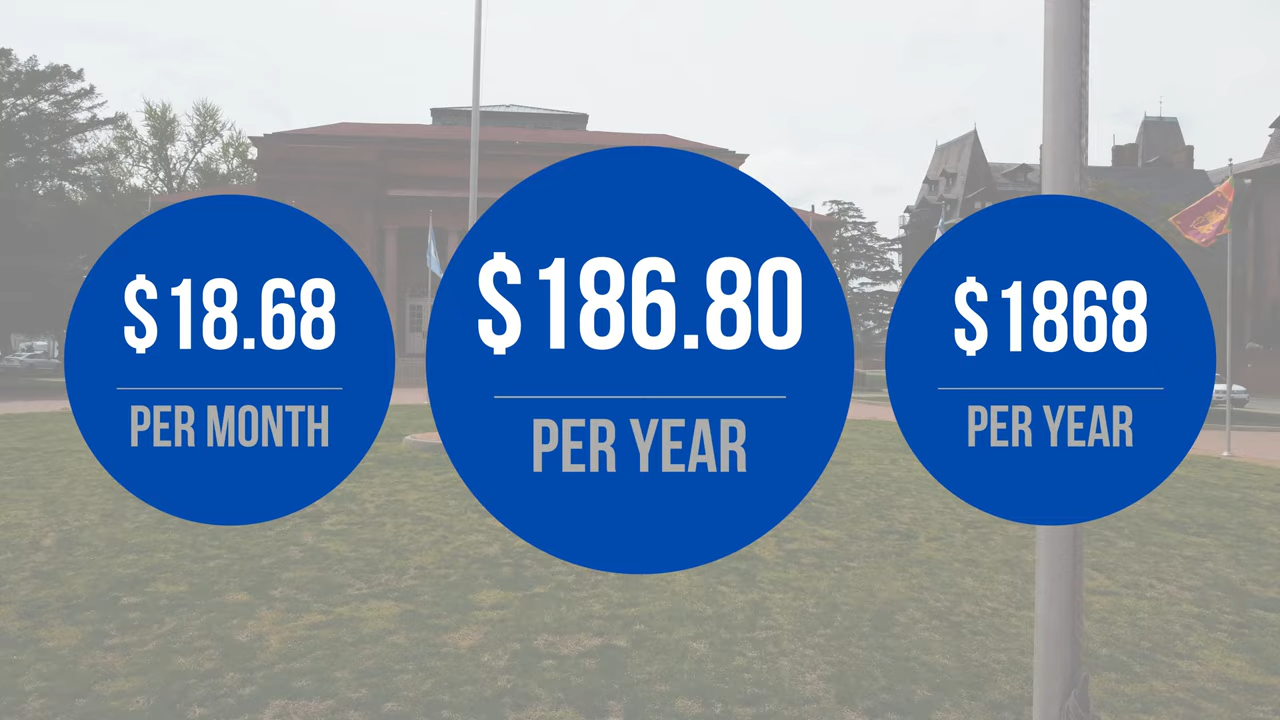 $18.68
PER MONTH
$186.80
PER YEAR
$1868
PER YEAR